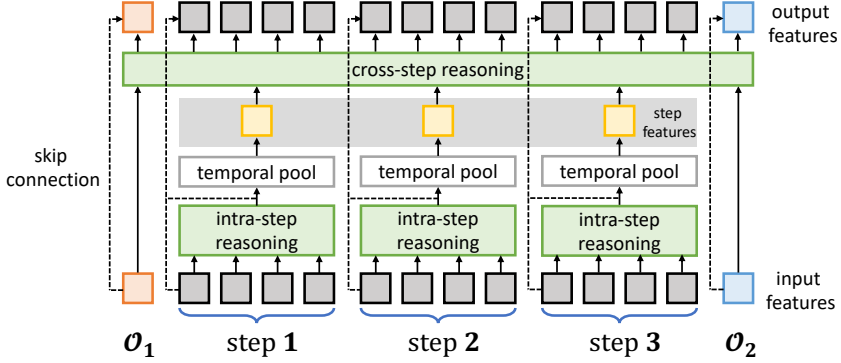 output
features
cross-step reasoning
step
features
skip
connection
temporal pool
temporal pool
temporal pool
intra-step
reasoning
intra-step
reasoning
intra-step
reasoning
input
features
𝒪₁
step 1
step 2
step 3
𝒪₂